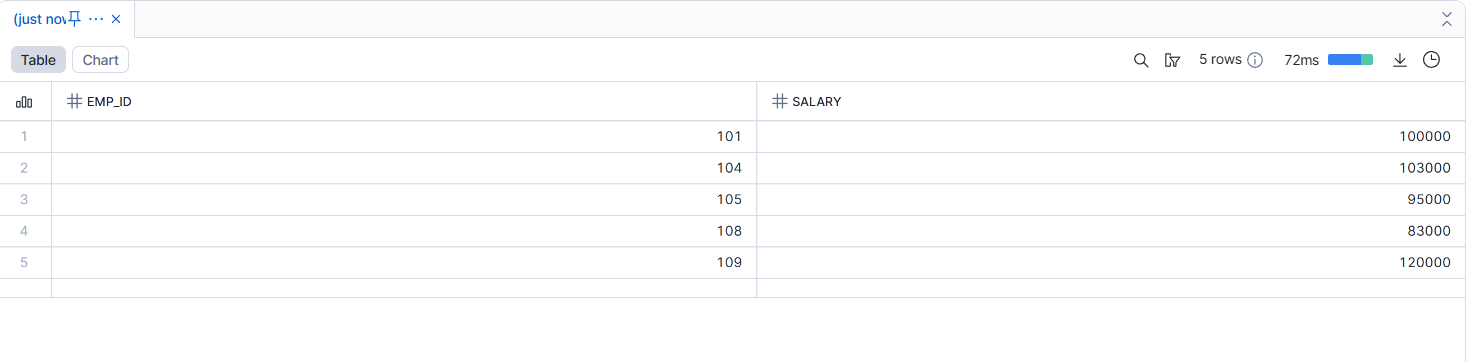 (just nov
Table Chart 5 rows 72ms
EMP_ID SALARY
1 101 100000
2 104 103000
3 105 95000
4 108 83000
5 109 120000